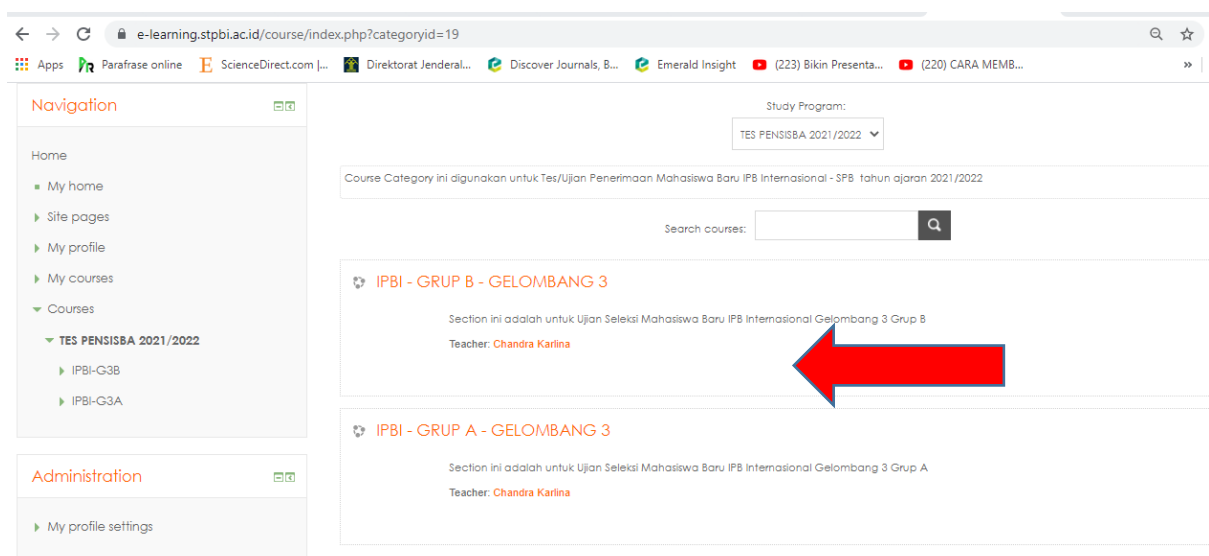 e-learning.stpbi.ac.id/course/index.php?categoryid=19
Apps Parafrase online ScienceDirect.com |... Direktorat Jenderal... Discover Journals, B... Emerald Insight (223) Bikin Presenta... (220) CARA MEMB... »
Navigation
Home
My home
Site pages
My profile
My courses
Courses
TES PENSISBA 2021/2022
IPBI-G3B
IPBI-G3A
Administration
My profile settings
Study Program:
TES PENSISBA 2021/2022
Course Category ini digunakan untuk Tes/Ujian Penerimaan Mahasiswa Baru IPB Internasional - SPB tahun ajaran 2021/2022
Search courses:
IPBI - GRUP B - GELOMBANG 3
Section ini adalah untuk Ujian Seleksi Mahasiswa Baru IPB Internasional Gelombang 3 Grup B
Teacher: Chandra Karlina
IPBI - GRUP A - GELOMBANG 3
Section ini adalah untuk Ujian Seleksi Mahasiswa Baru IPB Internasional Gelombang 3 Grup A
Teacher: Chandra Karlina